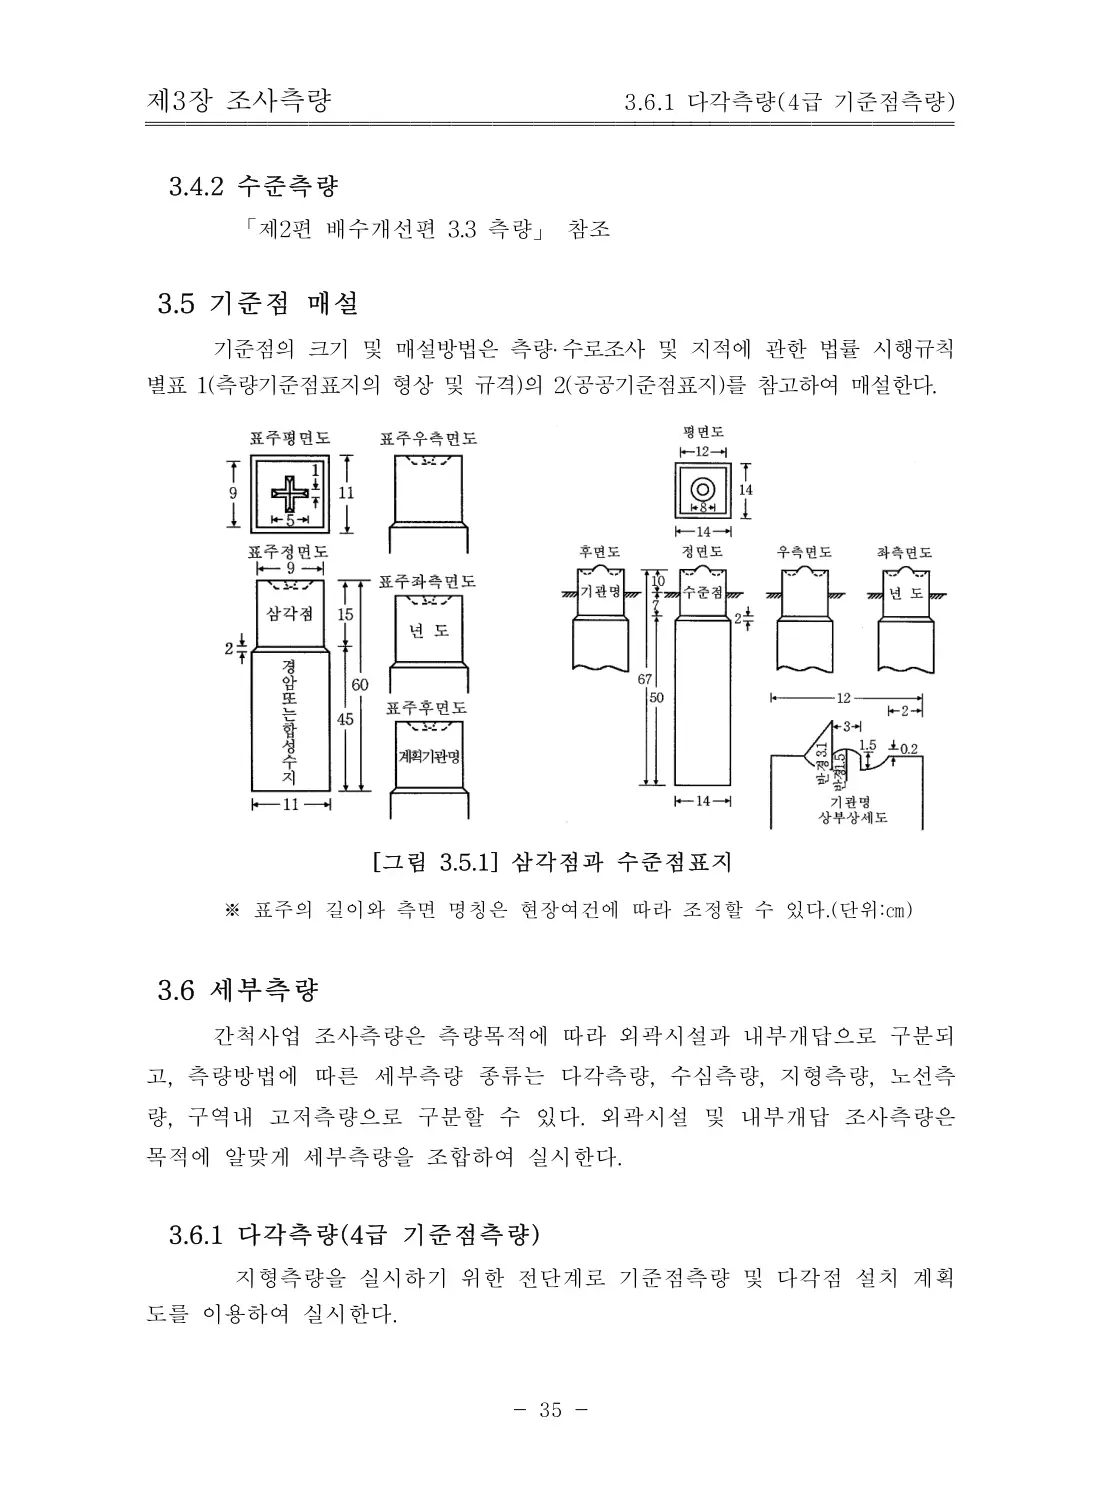 제3장 조사측량
3.6.1 다각측량(4급 기준점측량)
3.4.2 수준측량
「제2편 배수개선편 3.3 측량」 참조
3.5 기준점 매설
기준점의 크기 및 매설방법은 측량·수로조사 및 지적에 관한 법률 시행규칙
별표 1(측량기준점표지의 형상 및 규격)의 2(공공기준점표지)를 참고하여 매설한다.
표주평면도
9
1
5
11
표주우측면도
표주정면도
9
삼각점
15
2
경암또는합성수지
60
45
11
표주좌측면도
년 도
표주후면도
계획기관명
평면도
12
14
8
14
후면도
기관명
정면도
10
수준점
7
2
67
50
14
우측면도
좌측면도
년 도
12
2
3
1.5
0.2
반경3.1
반경1.5
기관명
상부상세도
[그림 3.5.1] 삼각점과 수준점표지
※ 표주의 길이와 측면 명칭은 현장여건에 따라 조정할 수 있다.(단위:㎝)
3.6 세부측량
간척사업 조사측량은 측량목적에 따라 외곽시설과 내부개답으로 구분되
고, 측량방법에 따른 세부측량 종류는 다각측량, 수심측량, 지형측량, 노선측
량, 구역내 고저측량으로 구분할 수 있다. 외곽시설 및 내부개답 조사측량은
목적에 알맞게 세부측량을 조합하여 실시한다.
3.6.1 다각측량(4급 기준점측량)
지형측량을 실시하기 위한 전단계로 기준점측량 및 다각점 설치 계획
도를 이용하여 실시한다.
- 35 -